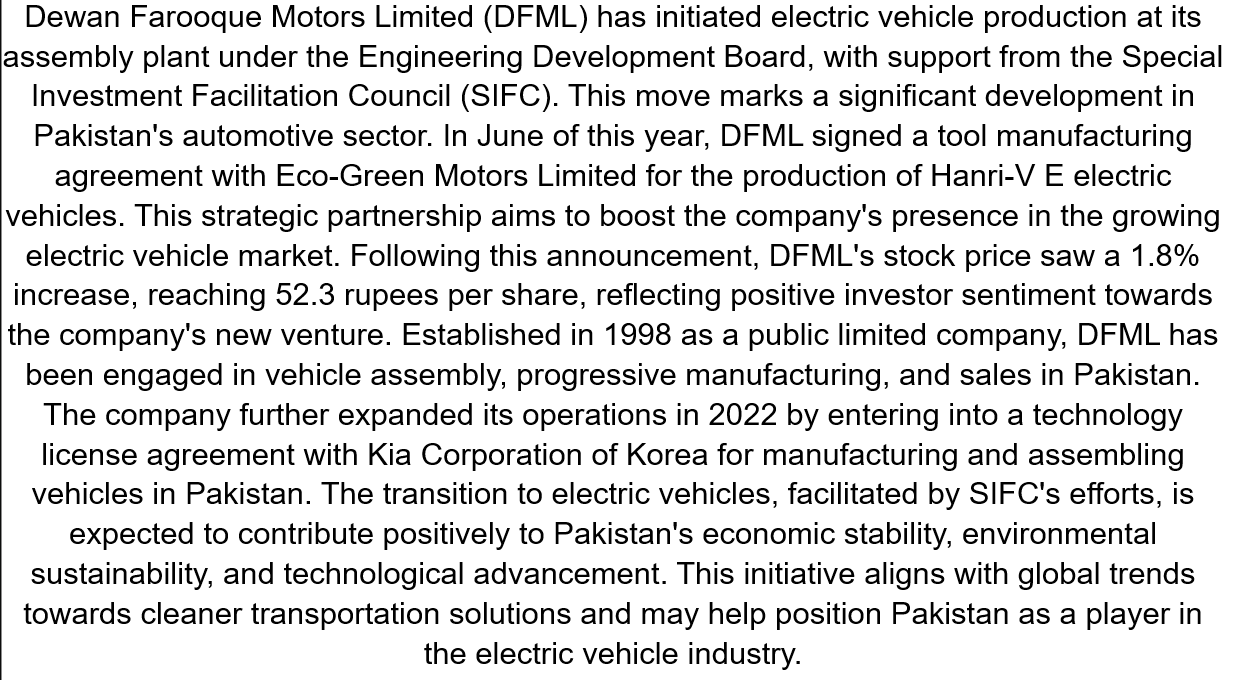 Dewan Farooque Motors Limited (DFML) has initiated electric vehicle production at its
assembly plant under the Engineering Development Board, with support from the Special
Investment Facilitation Council (SIFC). This move marks a significant development in
Pakistan's automotive sector. In June of this year, DFML signed a tool manufacturing
agreement with Eco-Green Motors Limited for the production of Hanri-V E electric
vehicles. This strategic partnership aims to boost the company's presence in the growing
electric vehicle market. Following this announcement, DFML's stock price saw a 1.8%
increase, reaching 52.3 rupees per share, reflecting positive investor sentiment towards
the company's new venture. Established in 1998 as a public limited company, DFML has
been engaged in vehicle assembly, progressive manufacturing, and sales in Pakistan.
The company further expanded its operations in 2022 by entering into a technology
license agreement with Kia Corporation of Korea for manufacturing and assembling
vehicles in Pakistan. The transition to electric vehicles, facilitated by SIFC's efforts, is
expected to contribute positively to Pakistan's economic stability, environmental
sustainability, and technological advancement. This initiative aligns with global trends
towards cleaner transportation solutions and may help position Pakistan as a player in
the electric vehicle industry.